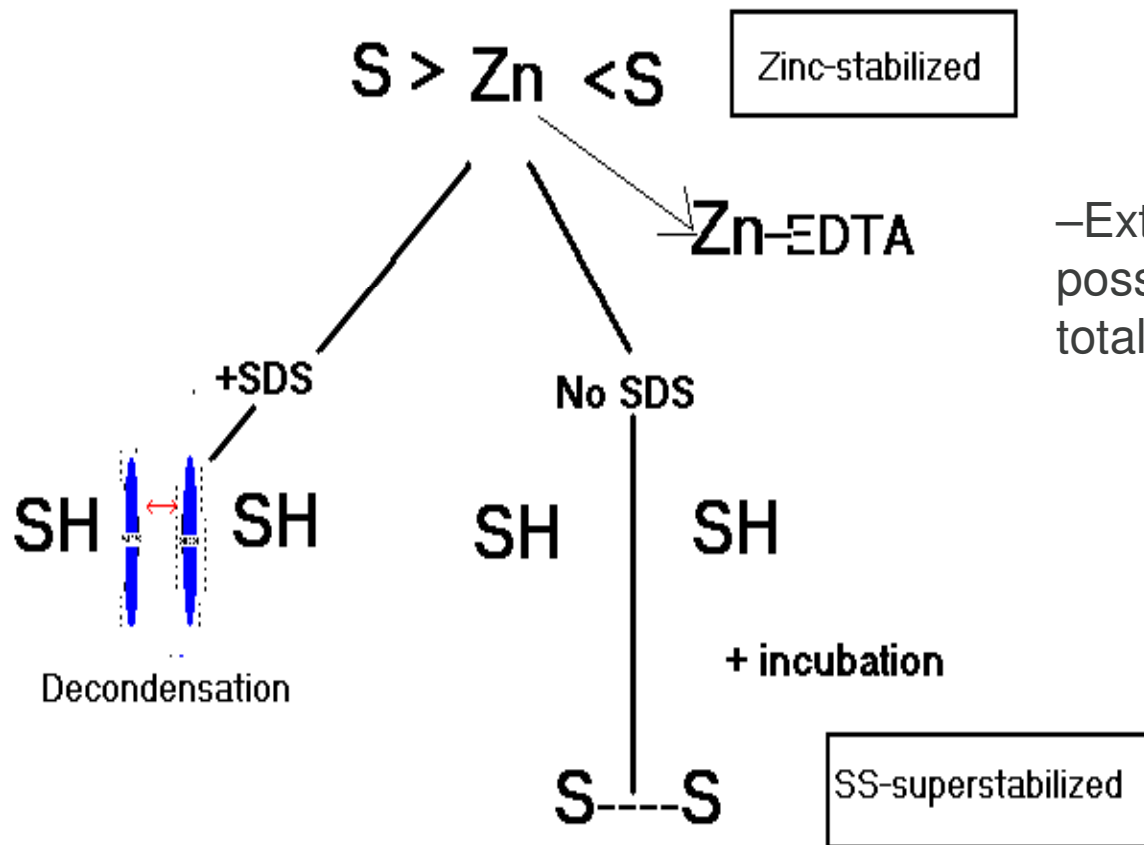 S > Zn < S
Zinc-stabilized
Zn-EDTA
–Ext
poss
total
+SDS
No SDS
SH SH
SH SH
+ incubation
Decondensation
SS-superstabilized
S----S